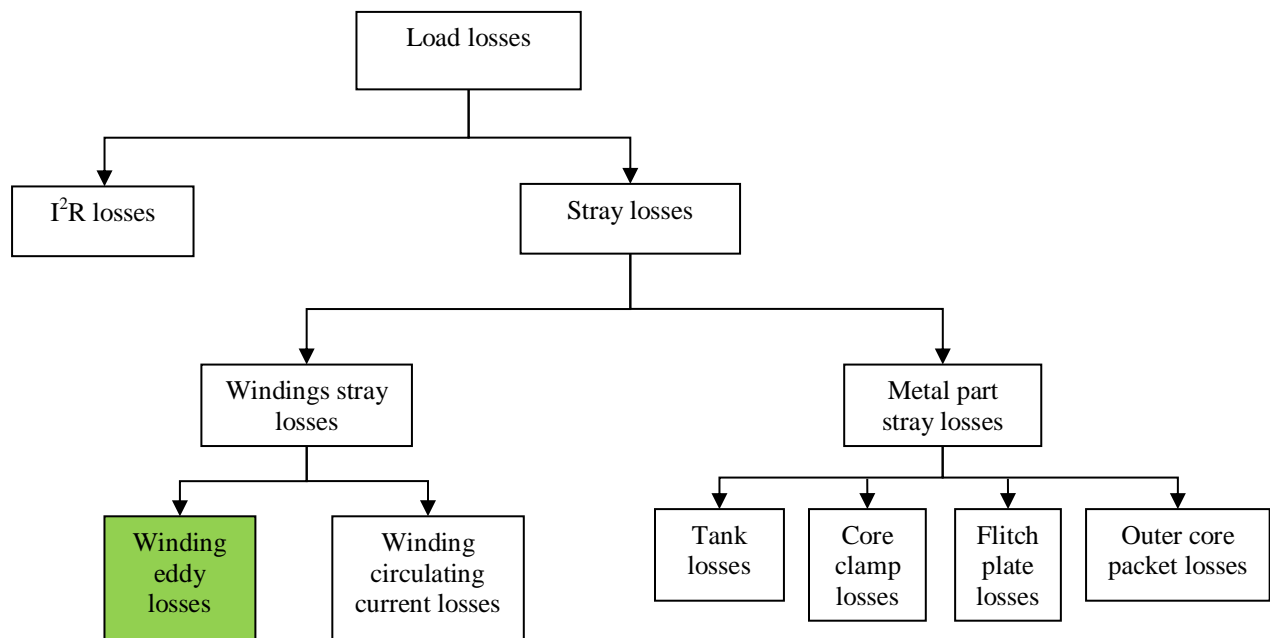 Load losses
I²R losses
Stray losses
Windings stray
losses
Metal part
stray losses
Winding
eddy
losses
Winding
circulating
current losses
Tank
losses
Core
clamp
losses
Flitch
plate
losses
Outer core
packet losses